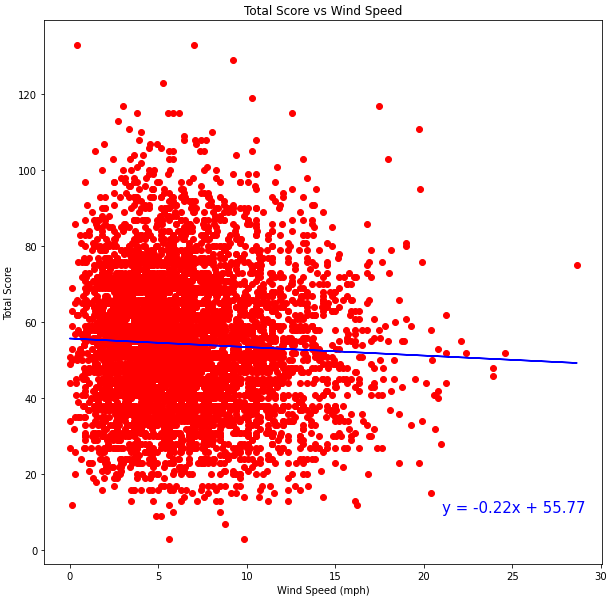 Total Score vs Wind Speed
Total Score
120
100
80
60
40
20
0
y = -0.22x + 55.77
0 5 10 15 20 25 30
Wind Speed (mph)